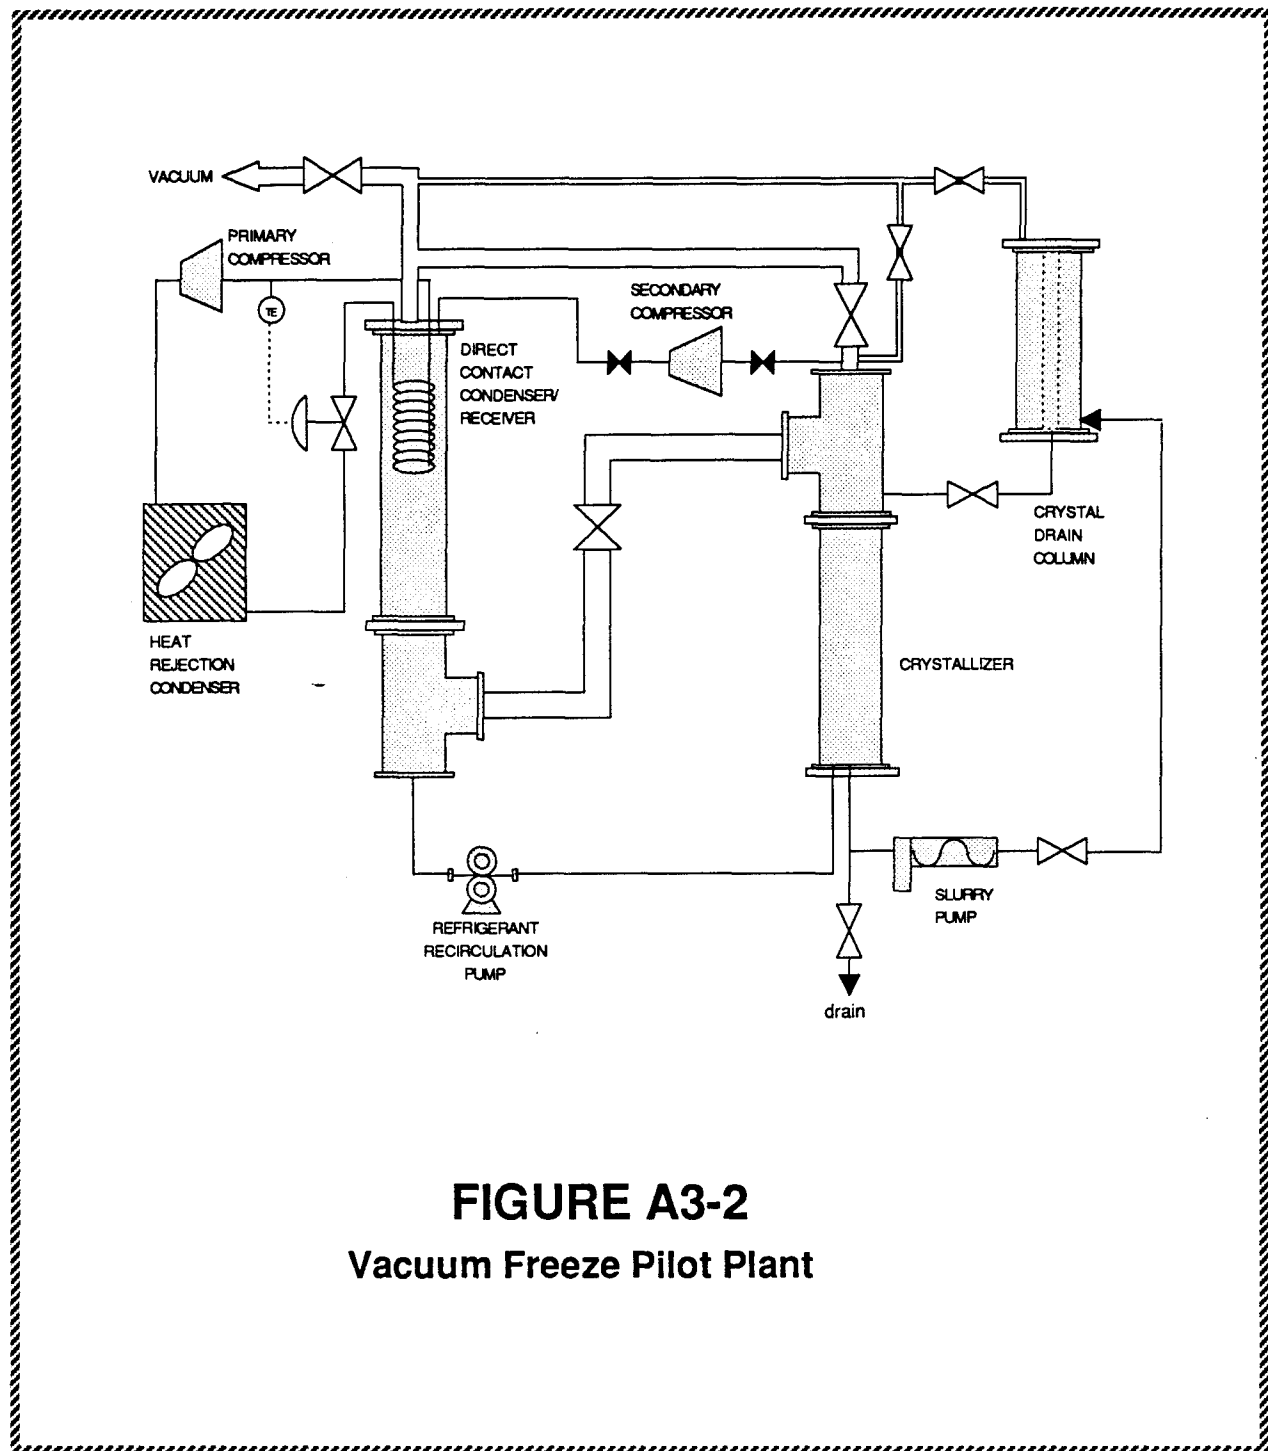 VACUUM
PRIMARY
COMPRESSOR
TE
SECONDARY
COMPRESSOR
DIRECT
CONTACT
CONDENSER/
RECEIVER
CRYSTAL
DRAIN
COLUMN
HEAT
REJECTION
CONDENSER
CRYSTALLIZER
SLURRY
PUMP
REFRIGERANT
RECIRCULATION
PUMP
drain
FIGURE A3-2
Vacuum Freeze Pilot Plant